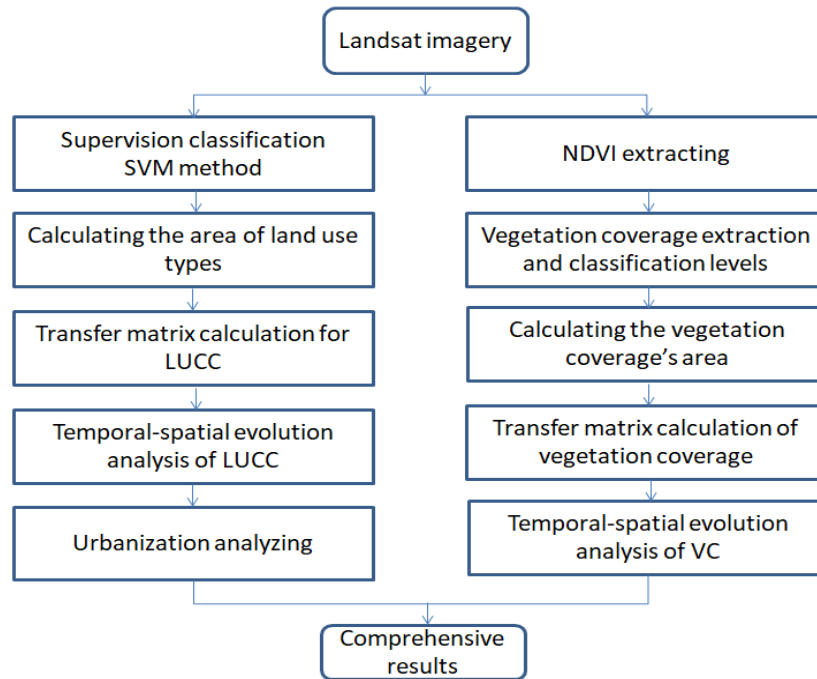 Landsat imagery
Supervision classification
SVM method
Calculating the area of land use
types
Transfer matrix calculation for
LUCC
Temporal-spatial evolution
analysis of LUCC
Urbanization analyzing
NDVI extracting
Vegetation coverage extraction
and classification levels
Calculating the vegetation
coverage's area
Transfer matrix calculation of
vegetation coverage
Temporal-spatial evolution
analysis of VC
Comprehensive
results